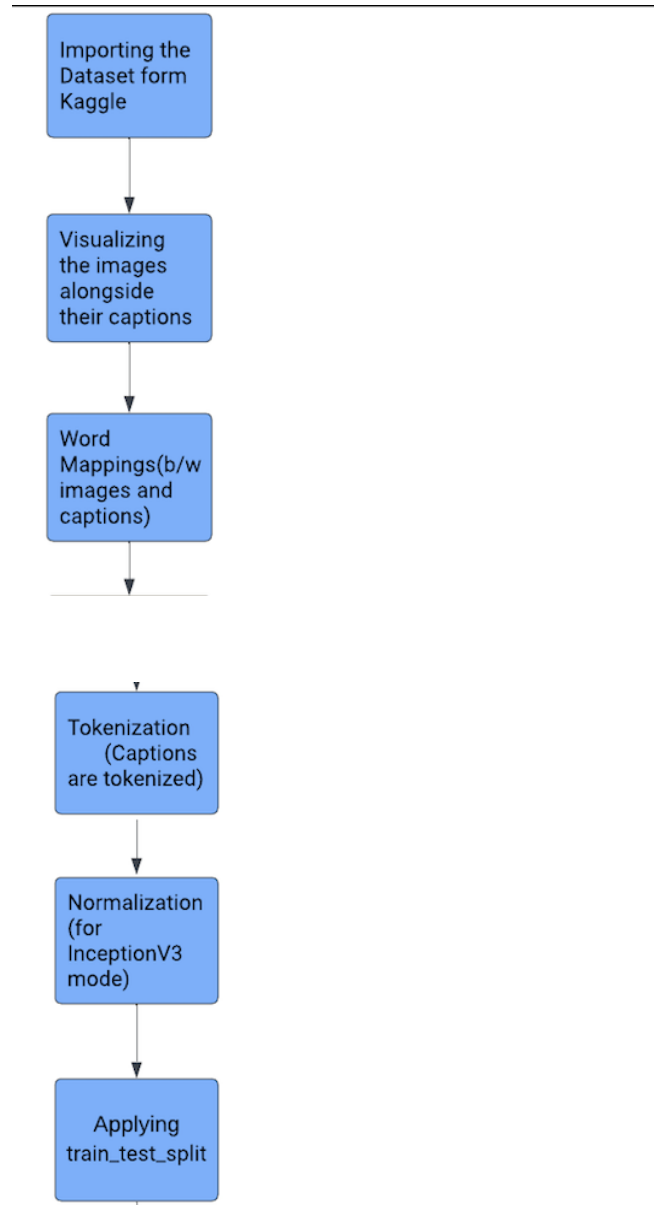 Importing the
Dataset form
Kaggle
Visualizing
the images
alongside
their captions
Word
Mappings(b/w
images and
captions)
Tokenization
(Captions
are tokenized)
Normalization
(for
InceptionV3
mode)
Applying
train_test_split